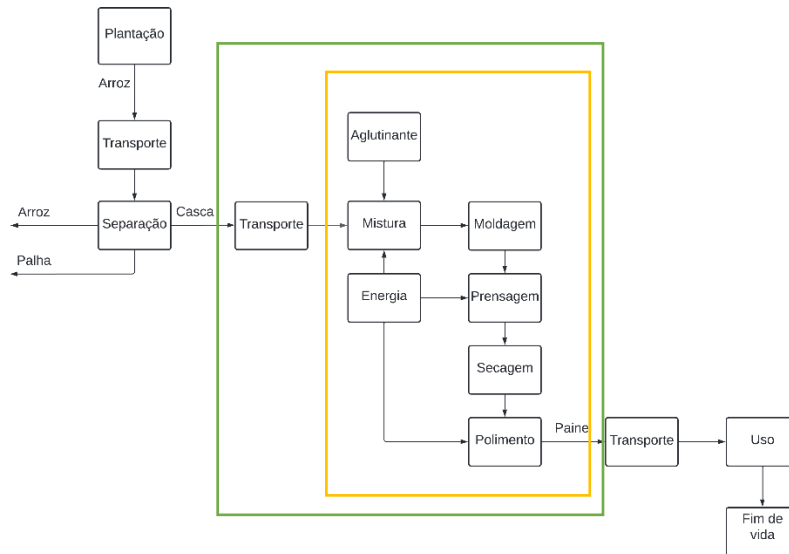 Plantação
Arroz
Transporte
Aglutinante
Arroz
Separação
Casca
Transporte
Mistura
Moldagem
Palha
Energia
Prensagem
Secagem
Polimento
Paine
Transporte
Uso
Fim de
vida